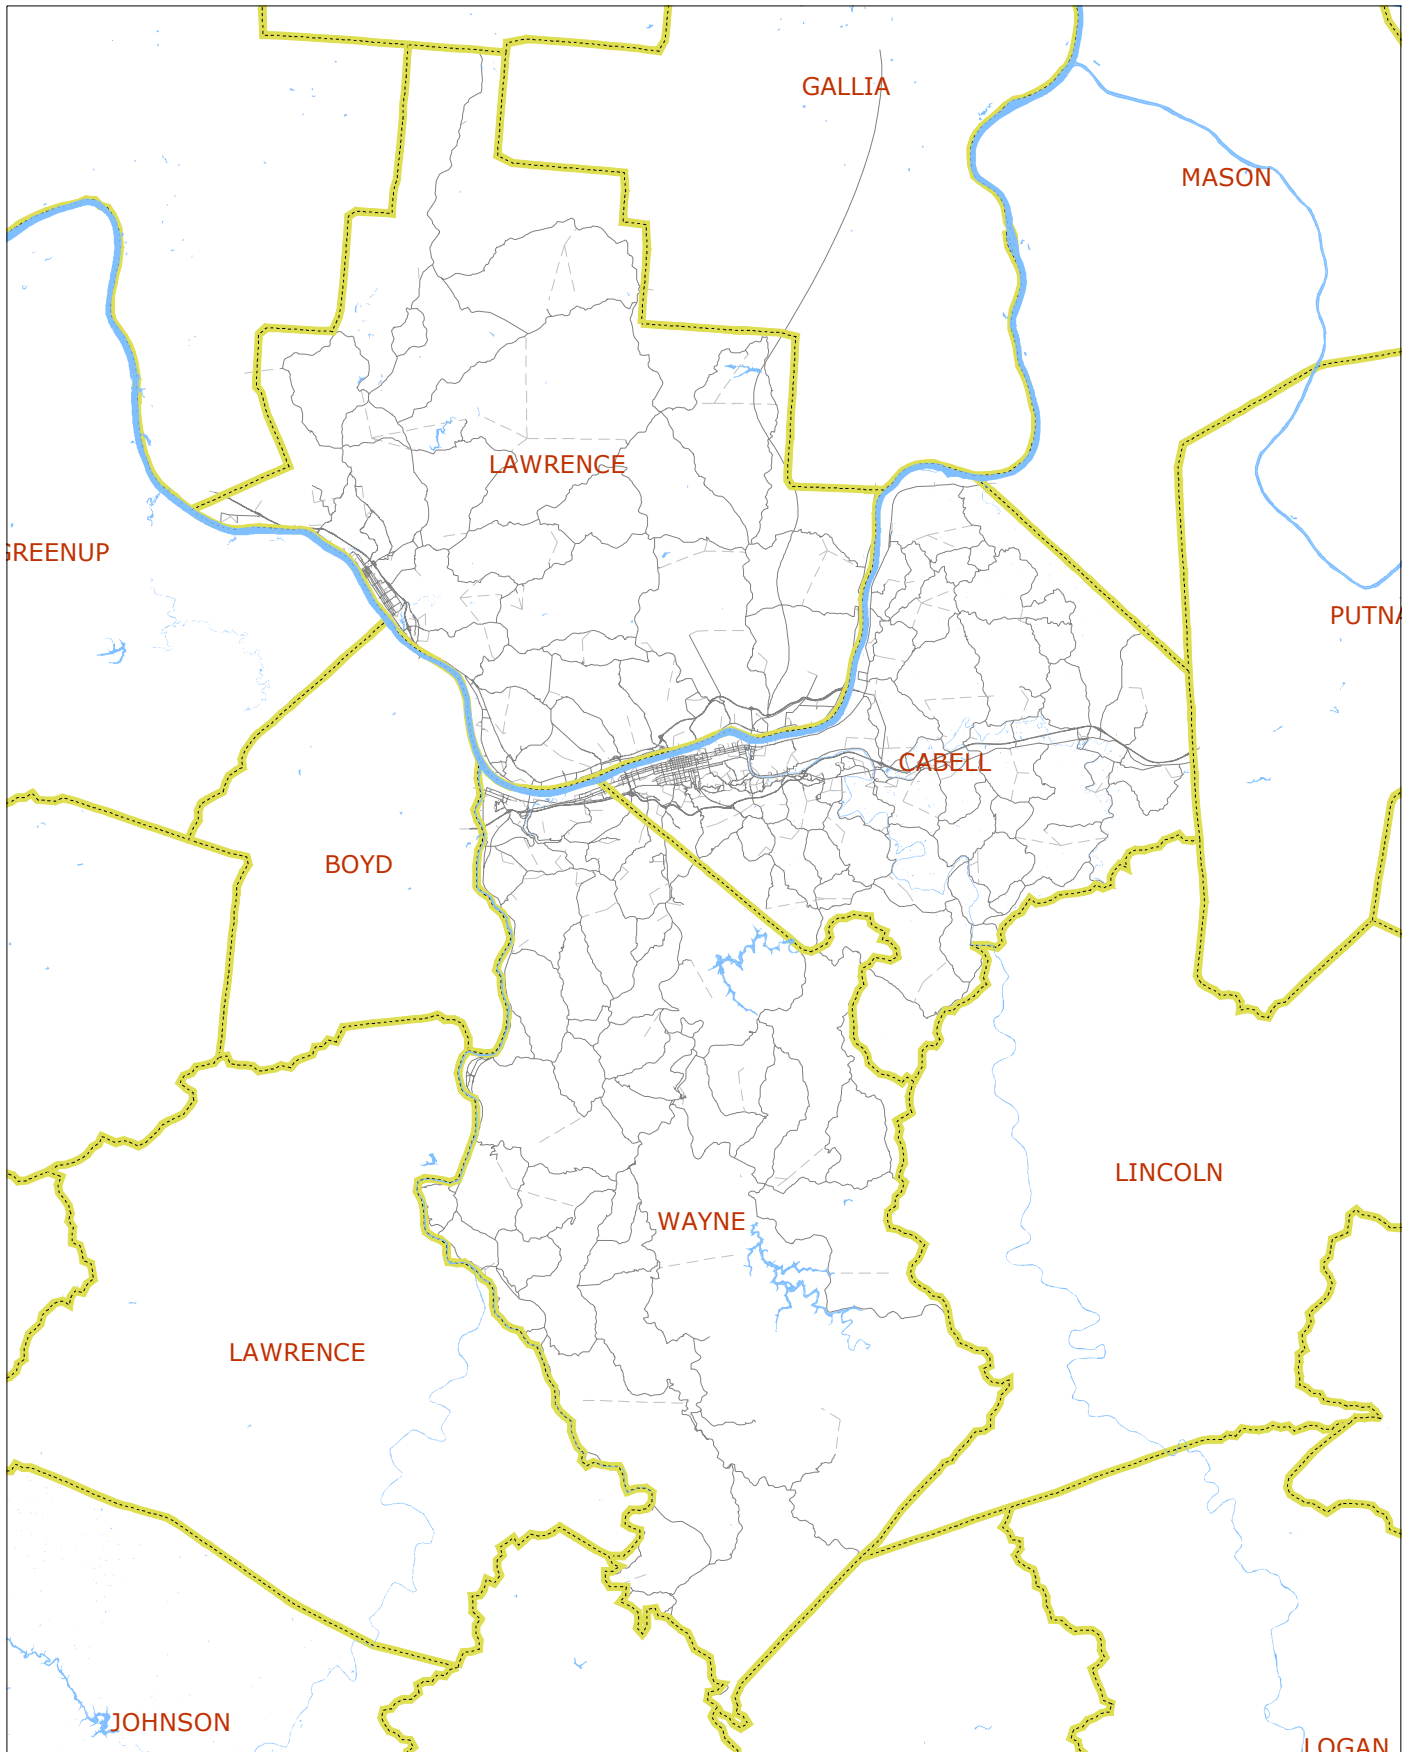 GALLIA
MASON
LAWRENCE
GREENUP
PUTNA
CABELL
BOYD
LINCOLN
WAYNE
LAWRENCE
JOHNSON
LOGAN